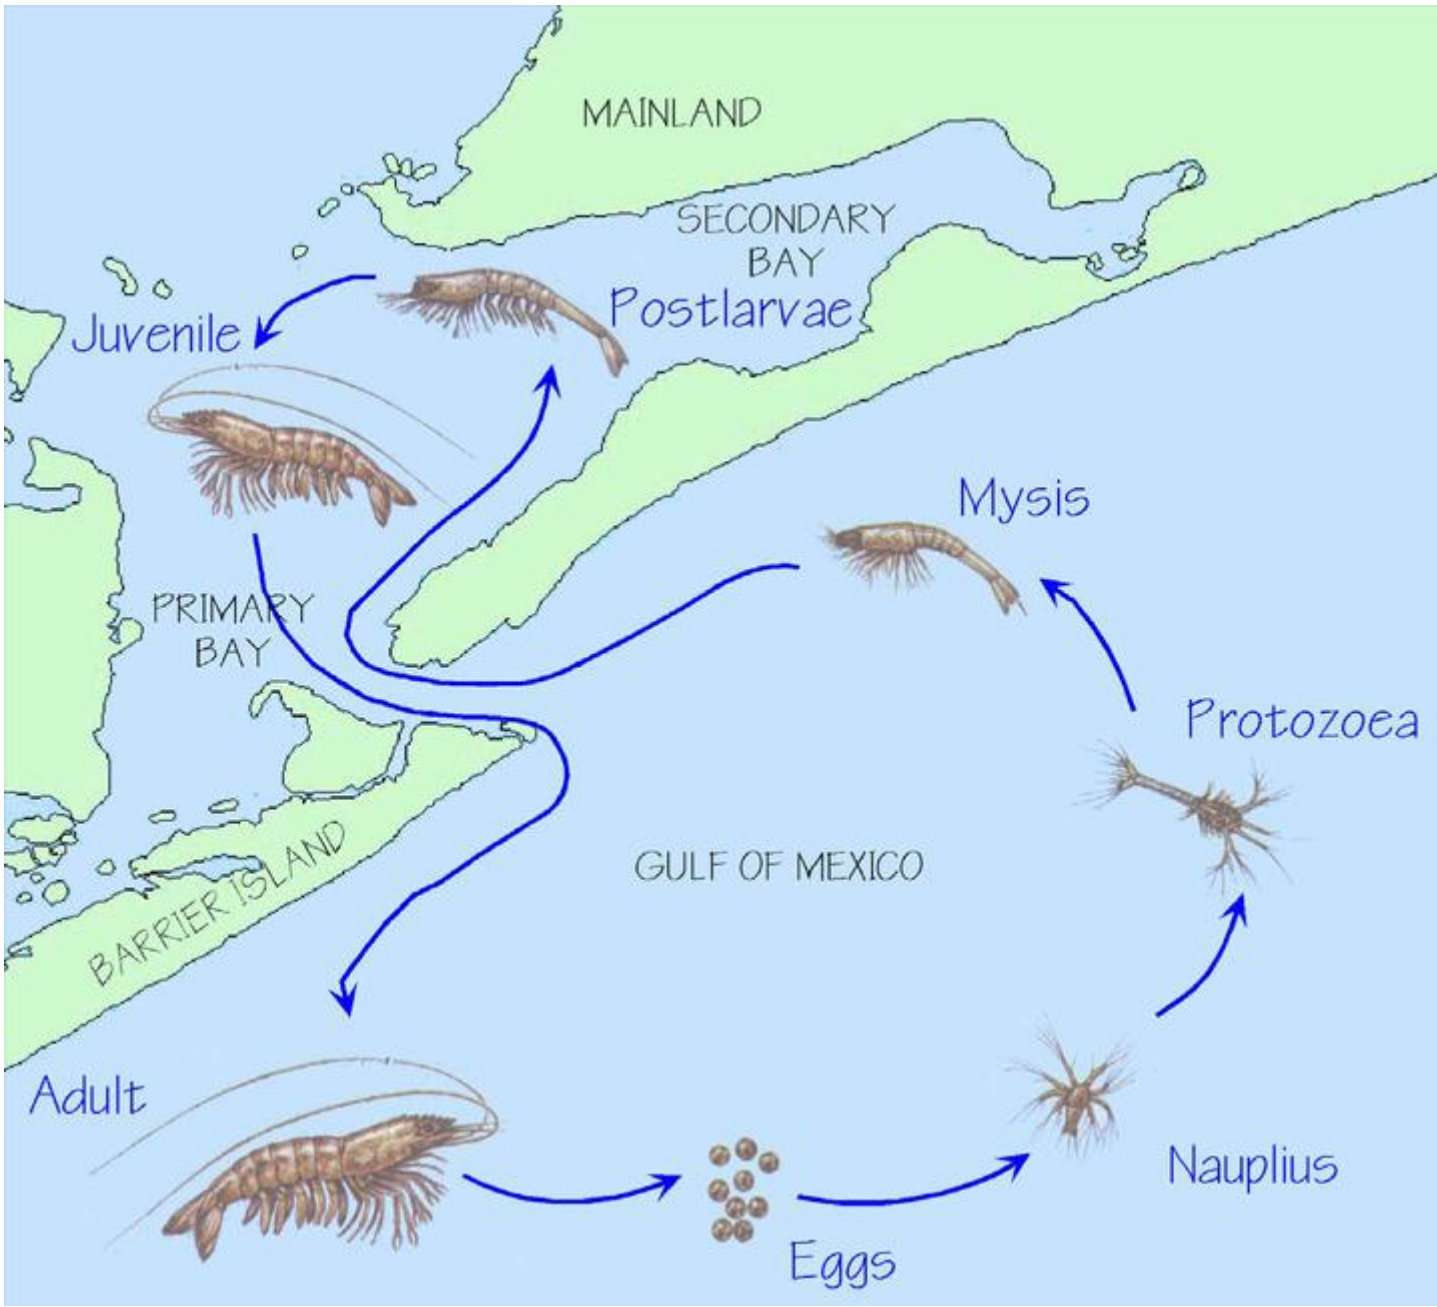 MAINLAND
SECONDARY
BAY
Postlarvae
Juvenile
Mysis
PRIMARY
BAY
Protozoea
GULF OF MEXICO
BARRIER ISLAND
Adult
Nauplius
Eggs